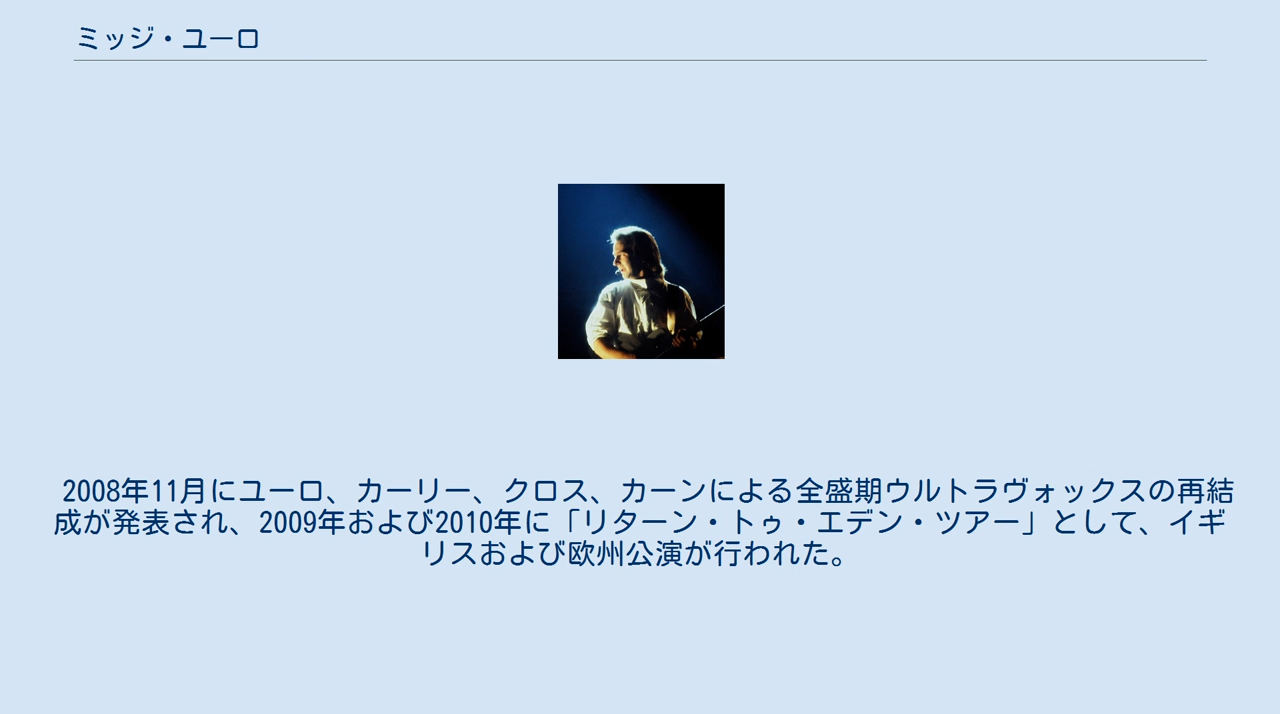 ミッジ・ユーロ
2008年11月にユーロ、カーリー、クロス、カーンによる全盛期ウルトラヴォックスの再結
成が発表され、2009年および2010年に「リターン・トゥ・エデン・ツアー」として、イギ
リスおよび欧州公演が行われた。